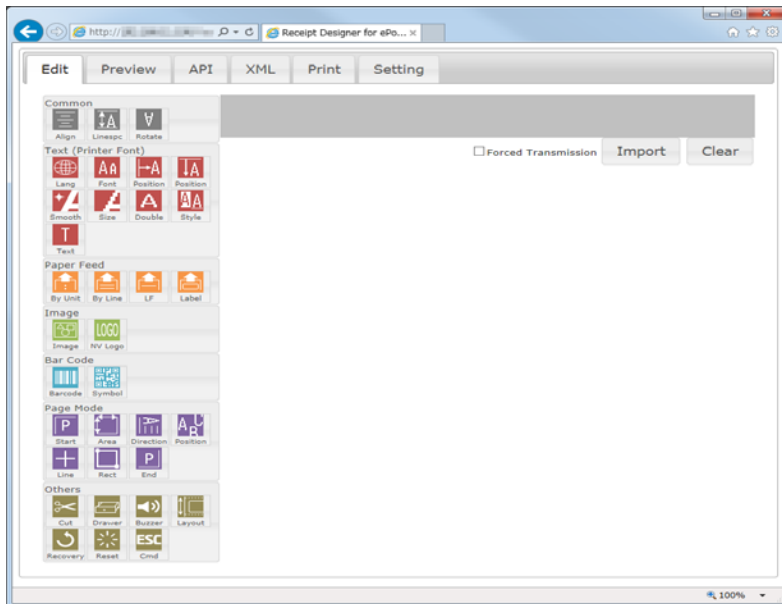 http://
Receipt Designer for ePo... ×
Edit Preview API XML Print Setting
Common
Align Linespc Rotate
Forced Transmission Import Clear
Text (Printer Font)
Lang Font Position Position
Smooth Size Double Style
Text
Paper Feed
By Unit By Line LF Label
Image
LOGO
Image NV Logo
Bar Code
Barcode Symbol
Page Mode
Start Area Direction Position
Line Rect End
Others
Cut Drawer Buzzer Layout
ESC
Recovery Reset Cmd
100%